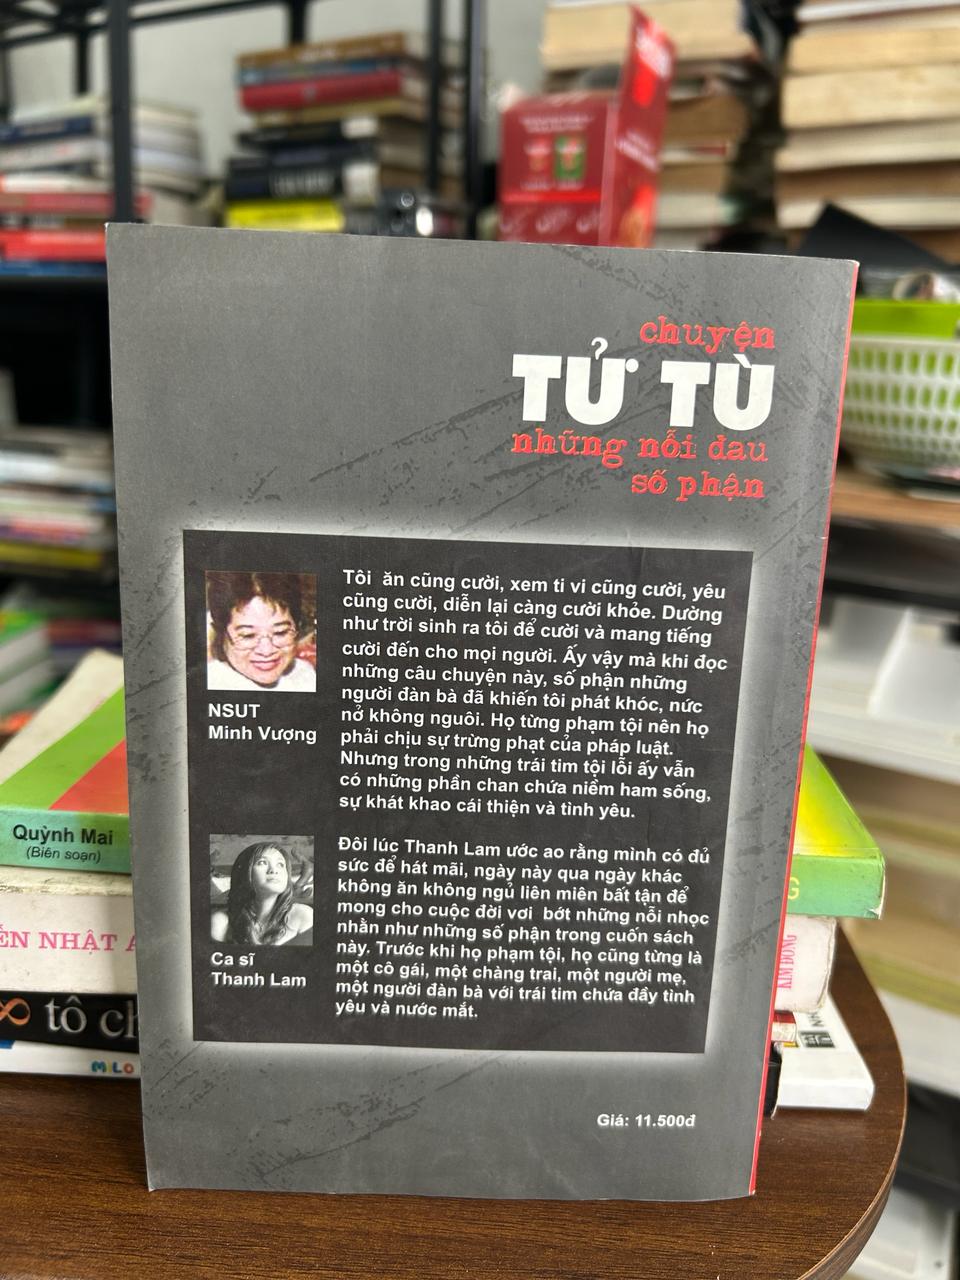 chuyện
TỬ TÙ
những nỗi đau
số phận
Tôi ăn cũng cười, xem ti vi cũng cười, yêu
cũng cười, diễn lại càng cười khỏe. Dường
như trời sinh ra tôi để cười và mang tiếng
cười đến cho mọi người. Ấy vậy mà khi đọc
những câu chuyện này, số phận những
người đàn bà đã khiến tôi phát khóc, nức
nở không nguôi. Họ từng phạm tội nên họ
phải chịu sự trừng phạt của pháp luật.
Nhưng trong những trái tim tội lỗi ấy vẫn
có những phần chan chứa niềm ham sống,
sự khát khao cái thiện và tình yêu.
NSUT
Minh Vượng
Đôi lúc Thanh Lam ước ao rằng mình có đủ
sức để hát mãi, ngày này qua ngày khác
không ăn không ngủ liên miên bất tận để
mong cho cuộc đời vơi bớt những nỗi nhọc
nhằn như những số phận trong cuốn sách
này. Trước khi họ phạm tội, họ cũng từng là
một cô gái, một chàng trai, một người mẹ,
một người đàn bà với trái tim chứa đầy tình
yêu và nước mắt.
Ca sĩ
Thanh Lam
Giá: 11.500đ
Quỳnh Mai
(Biên soạn)
ỀN NHẬT
tô ch
MILO
G
KIM ĐỒNG